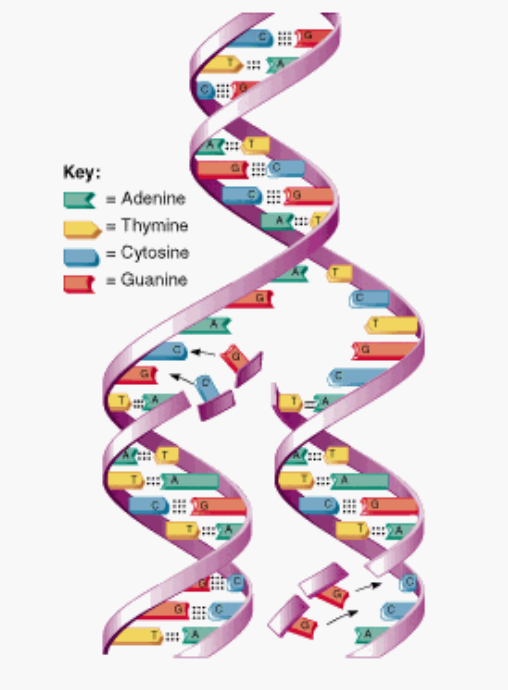 C G
T A
C G
A T
G C
Key:
C G
= Adenine
A T
= Thymine
= Cytosine
A T
= Guanine
G C
A T
C G G
G C C
T A T A
A T A T
T A T A
C G C G
T A T A
G C C
G
G C C
G
T A A